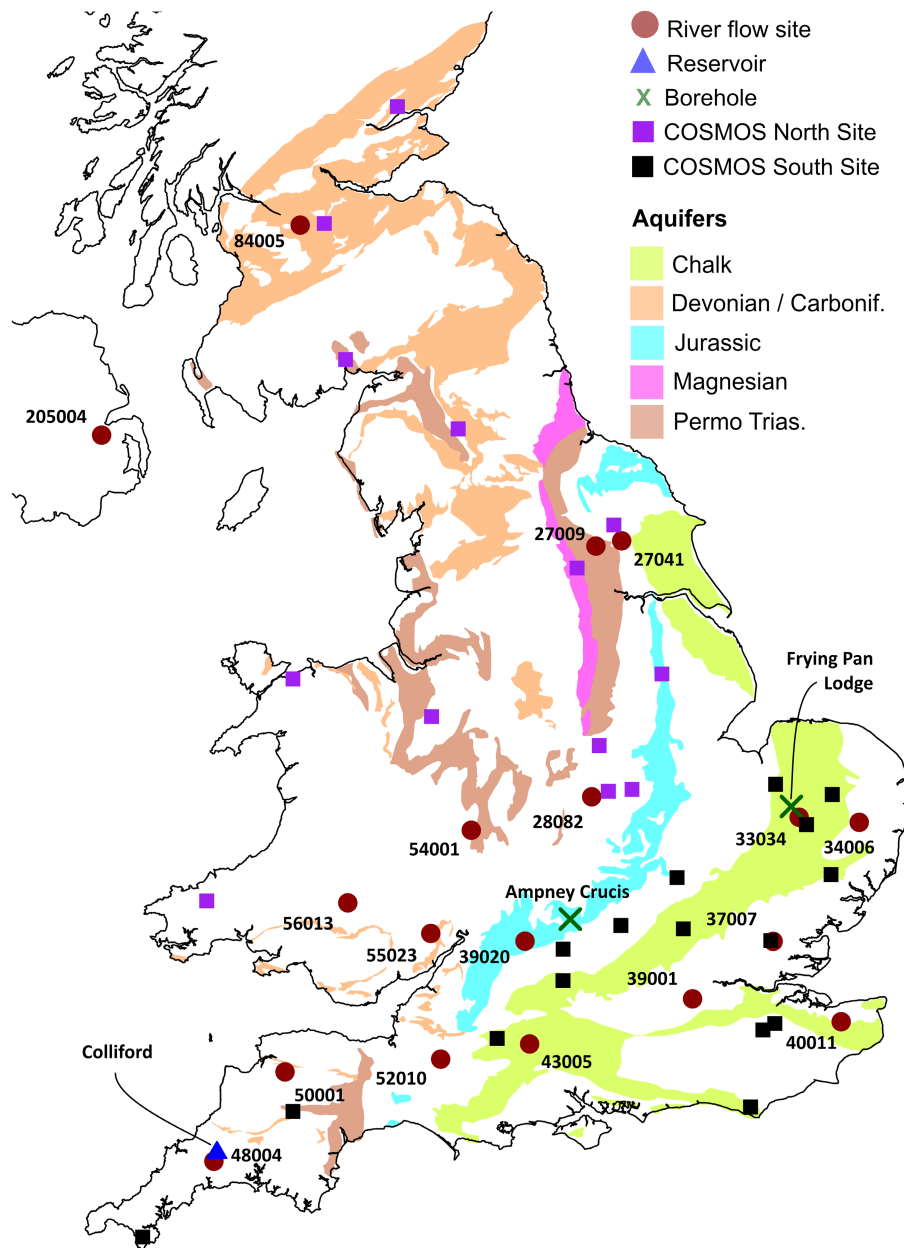 River flow site
Reservoir
X Borehole
COSMOS North Site
COSMOS South Site
Aquifers
Chalk
Devonian / Carbonif.
Jurassic
Magnesian
Permo Trias.
84005
205004
27009
27041
Frying Pan
Lodge
28082
33034
34006
54001
Ampney Crucis
56013
37007
55023
39020
39001
40011
43005
52010
Colliford
50001
48004